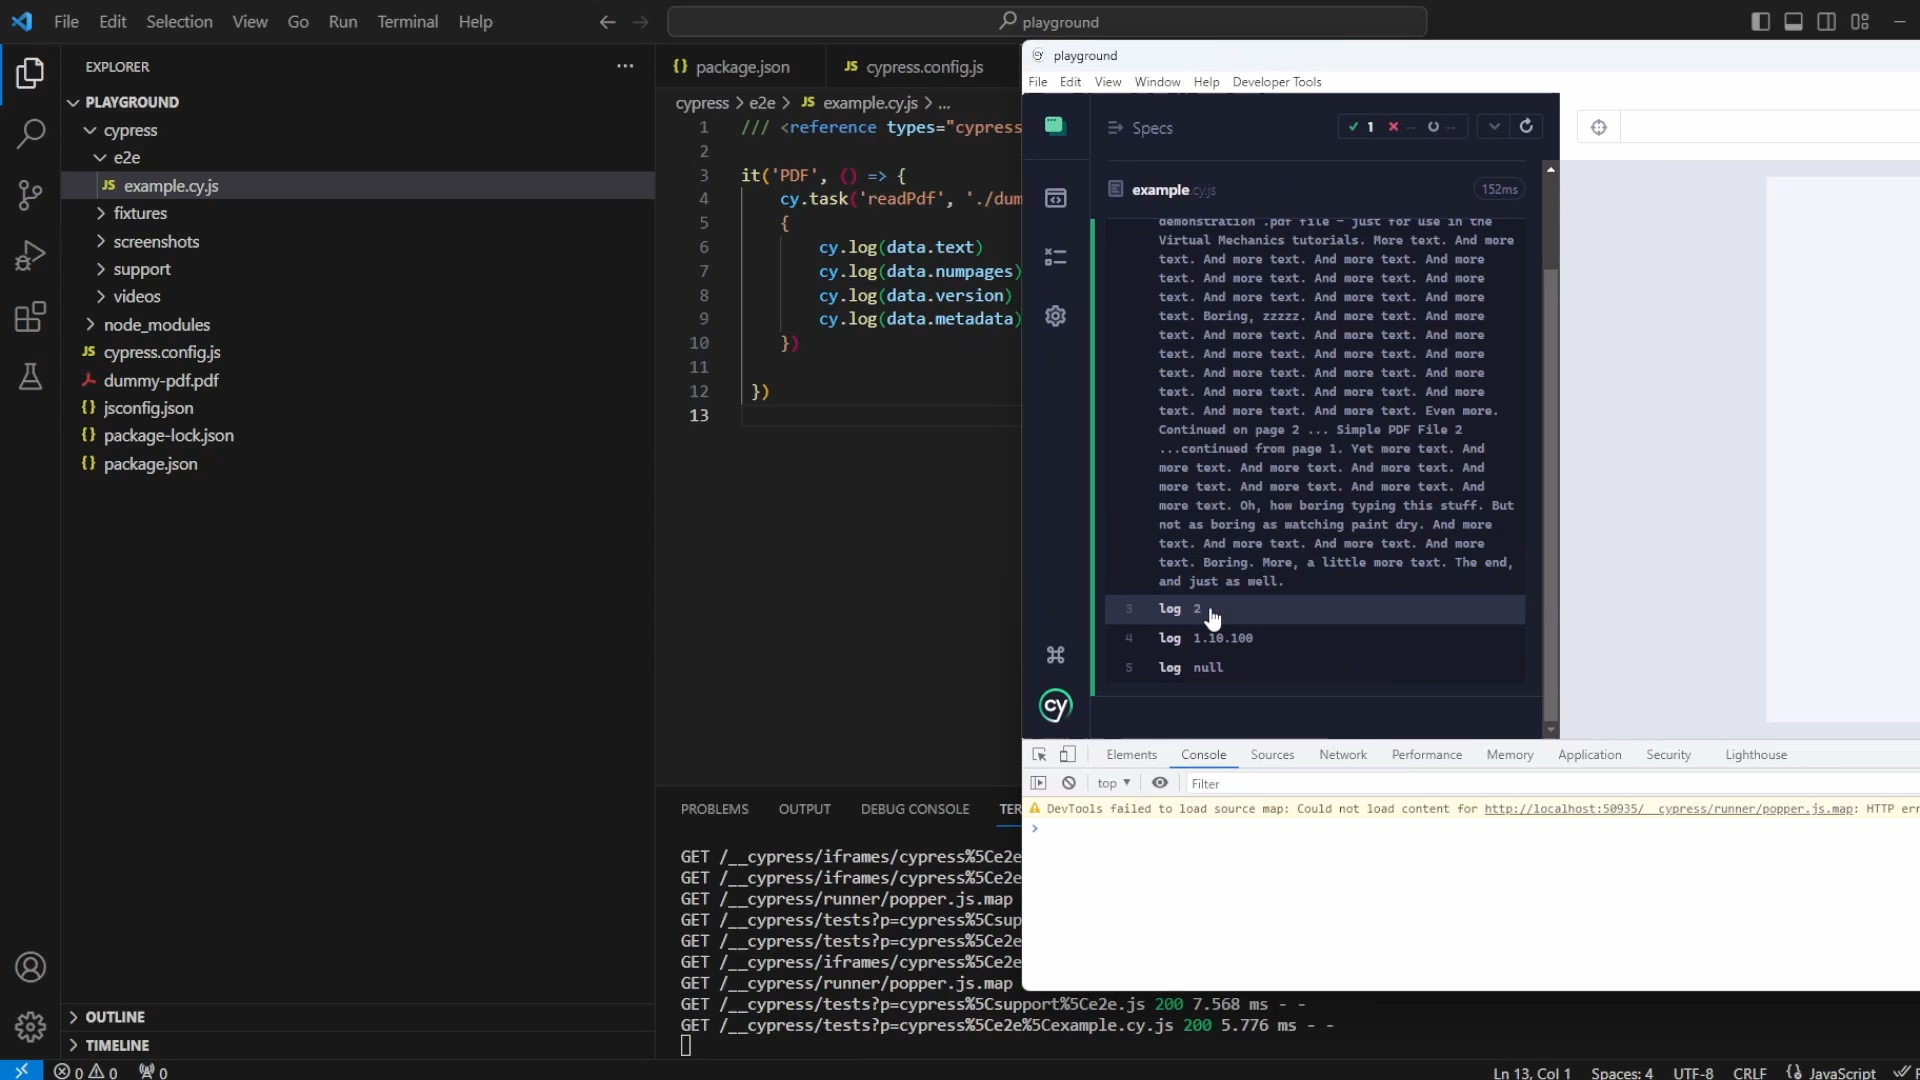 File Edit Selection View Go Run Terminal Help
playground
EXPLORER
PLAYGROUND
cypress
e2e
JS example.cy.js
fixtures
screenshots
support
videos
node_modules
JS cypress.config.js
dummy-pdf.pdf
{} jsconfig.json
{} package-lock.json
{} package.json
OUTLINE
TIMELINE
{} package.json
JS cypress.config.js
cypress > e2e > JS example.cy.js > ...
1 /// <reference types="cypress
2
3 it('PDF', () => {
4 cy.task('readPdf', './dum
5 {
6 cy.log(data.text)
7 cy.log(data.numpages)
8 cy.log(data.version)
9 cy.log(data.metadata)
10 })
11
12 })
13
PROBLEMS OUTPUT DEBUG CONSOLE TER
GET /__cypress/iframes/cypress%5Ce2e
GET /__cypress/iframes/cypress%5Ce2e
GET /__cypress/runner/popper.js.map
GET /__cypress/tests?p=cypress%5Csup
GET /__cypress/tests?p=cypress%5Ce2e
GET /__cypress/iframes/cypress%5Ce2e
GET /__cypress/runner/popper.js.map
GET /__cypress/tests?p=cypress%5Csupport%5Ce2e.js 200 7.568 ms - -
GET /__cypress/tests?p=cypress%5Ce2e%5Cexample.cy.js 200 5.776 ms - -
cy playground
File Edit View Window Help Developer Tools
Specs
1 -- --
example.cy.js
152ms
demonstration .pdf file - just for use in the
Virtual Mechanics tutorials. More text. And more
text. And more text. And more text. And more
text. And more text. And more text. And more
text. And more text. And more text. And more
text. Boring, zzzzz. And more text. And more
text. And more text. And more text. And more
text. And more text. And more text. And more
text. And more text. And more text. And more
text. And more text. And more text. And more
text. And more text. And more text. Even more.
Continued on page 2 ... Simple PDF File 2
...continued from page 1. Yet more text. And
more text. And more text. And more text. And
more text. And more text. And more text. And
more text. Oh, how boring typing this stuff. But
not as boring as watching paint dry. And more
text. And more text. And more text. And more
text. Boring. More, a little more text. The end,
and just as well.
3 log 2
4 log 1.10.100
5 log null
cy
Elements Console Sources Network Performance Memory Application Security Lighthouse
top Filter
DevTools failed to load source map: Could not load content for http://localhost:50935/__cypress/runner/popper.js.map: HTTP err
0 0 0
Ln 13, Col 1 Spaces: 4 UTF-8 CRLF {} JavaScript